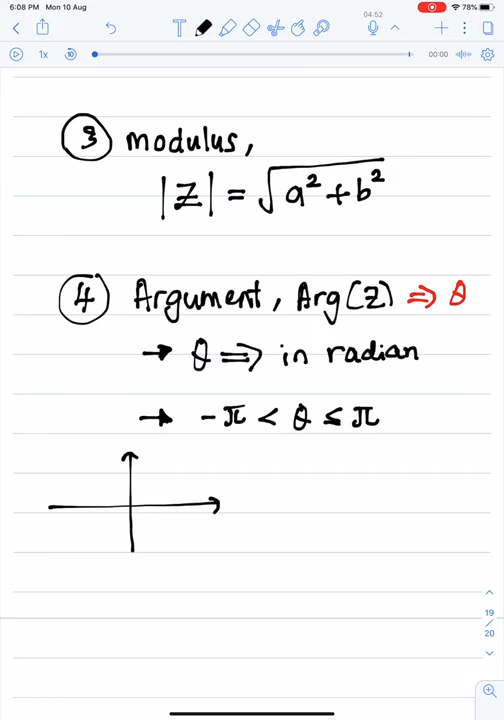 6:08 PM Mon 10 Aug
04:52
78%
T
1x
10
00:00
③ modulus,
|Z| = √a² + b²
④ Argument, Arg(Z) ⇒ θ
→ θ ⇒ in radian
→ -π < θ ≤ π
19
/
20